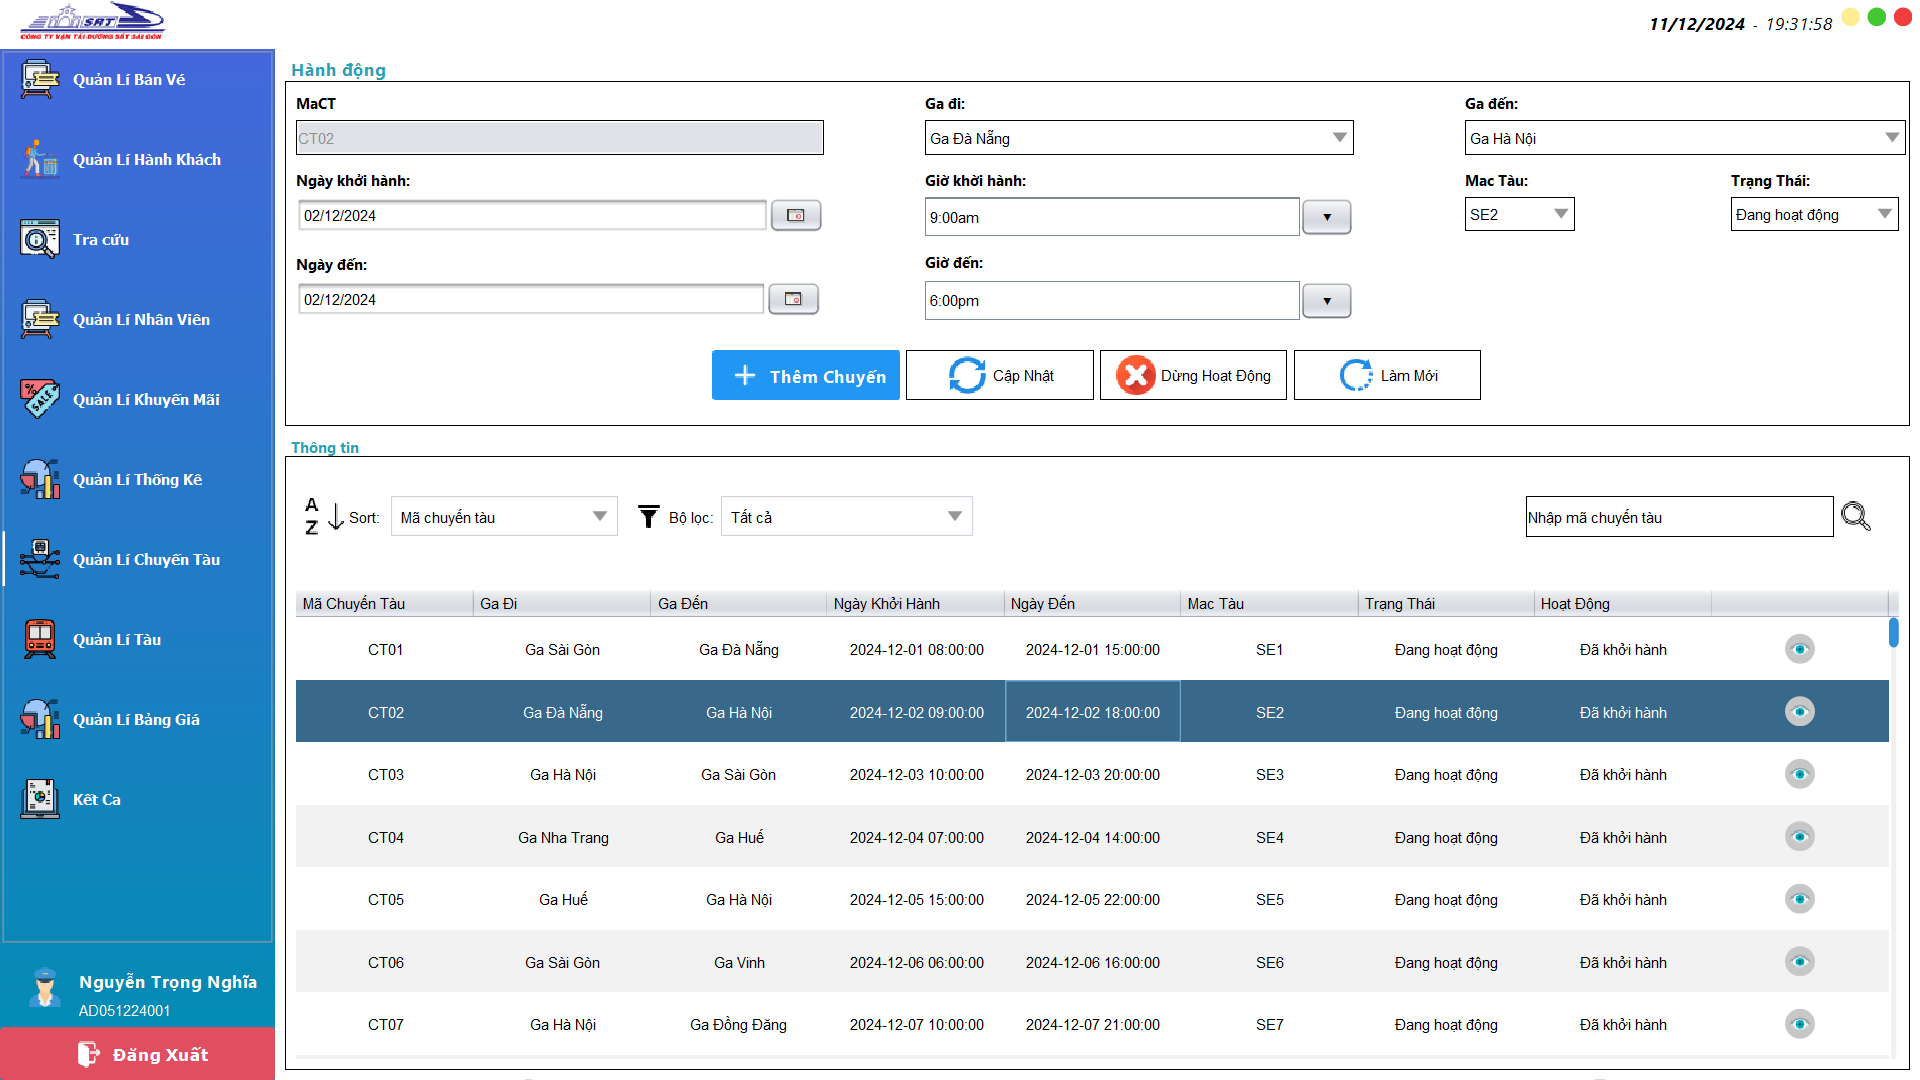 SRT
CÔNG TY VẬN TẢI ĐƯỜNG SẮT SÀI GÒN
11/12/2024 - 19:31:58
Quản Lí Bán Vé
Quản Lí Hành Khách
Tra cứu
Quản Lí Nhân Viên
Quản Lí Khuyến Mãi
Quản Lí Thống Kê
Quản Lí Chuyến Tàu
Quản Lí Tàu
Quản Lí Bảng Giá
Kết Ca
Nguyễn Trọng Nghĩa
AD051224001
Đăng Xuất
Hành động
MaCT
Ga đi:
Ga đến:
CT02
Ga Đà Nẵng
Ga Hà Nội
Ngày khởi hành:
Giờ khởi hành:
Mac Tàu:
Trạng Thái:
02/12/2024
9:00am
SE2
Đang hoạt động
Ngày đến:
Giờ đến:
02/12/2024
6:00pm
Thêm Chuyến
Cập Nhật
Dừng Hoạt Động
Làm Mới
Thông tin
A
Z
Sort:
Mã chuyến tàu
Bộ lọc:
Tất cả
Nhập mã chuyến tàu
Mã Chuyến Tàu Ga Đi Ga Đến Ngày Khởi Hành Ngày Đến Mac Tàu Trạng Thái Hoạt Động
CT01 Ga Sài Gòn Ga Đà Nẵng 2024-12-01 08:00:00 2024-12-01 15:00:00 SE1 Đang hoạt động Đã khởi hành
CT02 Ga Đà Nẵng Ga Hà Nội 2024-12-02 09:00:00 2024-12-02 18:00:00 SE2 Đang hoạt động Đã khởi hành
CT03 Ga Hà Nội Ga Sài Gòn 2024-12-03 10:00:00 2024-12-03 20:00:00 SE3 Đang hoạt động Đã khởi hành
CT04 Ga Nha Trang Ga Huế 2024-12-04 07:00:00 2024-12-04 14:00:00 SE4 Đang hoạt động Đã khởi hành
CT05 Ga Huế Ga Hà Nội 2024-12-05 15:00:00 2024-12-05 22:00:00 SE5 Đang hoạt động Đã khởi hành
CT06 Ga Sài Gòn Ga Vinh 2024-12-06 06:00:00 2024-12-06 16:00:00 SE6 Đang hoạt động Đã khởi hành
CT07 Ga Hà Nội Ga Đồng Đăng 2024-12-07 10:00:00 2024-12-07 21:00:00 SE7 Đang hoạt động Đã khởi hành